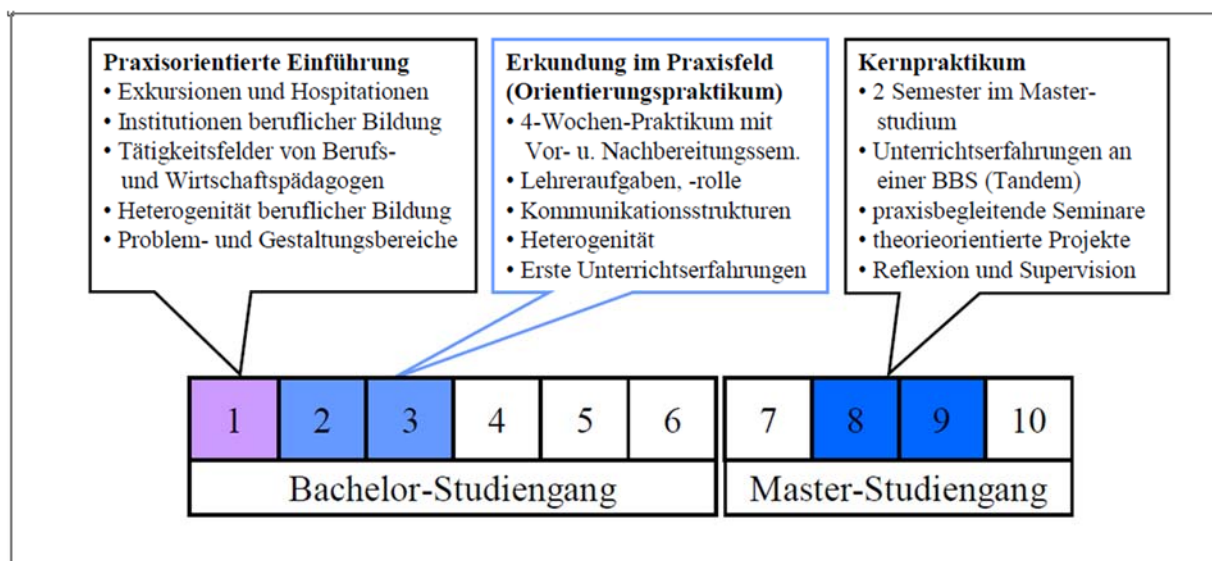 Praxisorientierte Einführung
• Exkursionen und Hospitationen
• Institutionen beruflicher Bildung
• Tätigkeitsfelder von Berufs-
und Wirtschaftspädagogen
• Heterogenität beruflicher Bildung
• Problem- und Gestaltungsbereiche
Erkundung im Praxisfeld
(Orientierungspraktikum)
• 4-Wochen-Praktikum mit
Vor- u. Nachbereitungssem.
• Lehreraufgaben, -rolle
• Kommunikationsstrukturen
• Heterogenität
• Erste Unterrichtserfahrungen
Kernpraktikum
• 2 Semester im Master-
studium
• Unterrichtserfahrungen an
einer BBS (Tandem)
• praxisbegleitende Seminare
• theorieorientierte Projekte
• Reflexion und Supervision
1 2 3 4 5 6 7 8 9 10
Bachelor-Studiengang Master-Studiengang